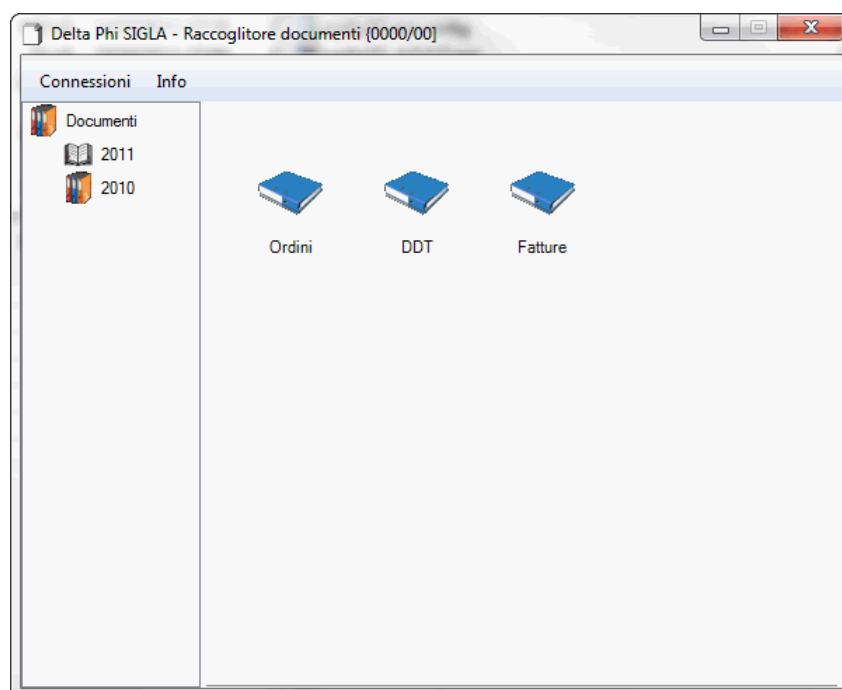 Delta Phi SIGLA - Raccoglitore documenti {0000/00]
Connessioni Info
Documenti
2011
2010
Ordini DDT Fatture